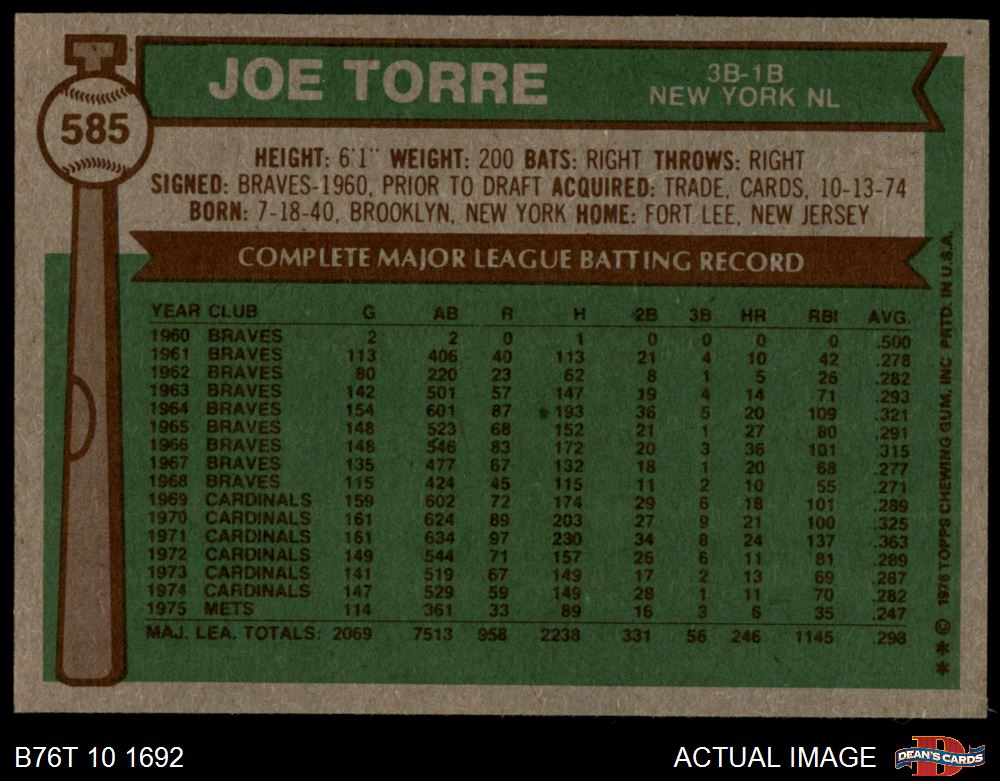 585
JOE TORRE
3B-1B
NEW YORK NL
HEIGHT: 6'1" WEIGHT: 200 BATS: RIGHT THROWS: RIGHT
SIGNED: BRAVES-1960, PRIOR TO DRAFT ACQUIRED: TRADE, CARDS, 10-13-74
BORN: 7-18-40, BROOKLYN, NEW YORK HOME: FORT LEE, NEW JERSEY
COMPLETE MAJOR LEAGUE BATTING RECORD
YEAR CLUB G AB R H 2B 3B HR RBI AVG.
1960 BRAVES 2 2 0 1 0 0 0 0 .500
1961 BRAVES 113 406 40 113 21 4 10 42 .278
1962 BRAVES 80 220 23 62 8 1 5 26 .282
1963 BRAVES 142 501 57 147 19 4 14 71 .293
1964 BRAVES 154 601 87 193 36 5 20 109 .321
1965 BRAVES 148 523 68 152 21 1 27 80 .291
1966 BRAVES 148 546 83 172 20 3 36 101 .315
1967 BRAVES 135 477 67 132 18 1 20 68 .277
1968 BRAVES 115 424 45 115 11 2 10 55 .271
1969 CARDINALS 159 602 72 174 29 6 18 101 .289
1970 CARDINALS 161 624 89 203 27 9 21 100 .325
1971 CARDINALS 161 634 97 230 34 8 24 137 .363
1972 CARDINALS 149 544 71 157 26 6 11 81 .289
1973 CARDINALS 141 519 67 149 17 2 13 69 .287
1974 CARDINALS 147 529 59 149 28 1 11 70 .282
1975 METS 114 361 33 89 16 3 6 35 .247
MAJ. LEA. TOTALS: 2069 7513 958 2238 331 56 246 1145 .298
* * © 1976 TOPPS CHEWING GUM, INC. PRTD. IN U.S.A.
B76T 10 1692
ACTUAL IMAGE
D
DEAN'S CARDS